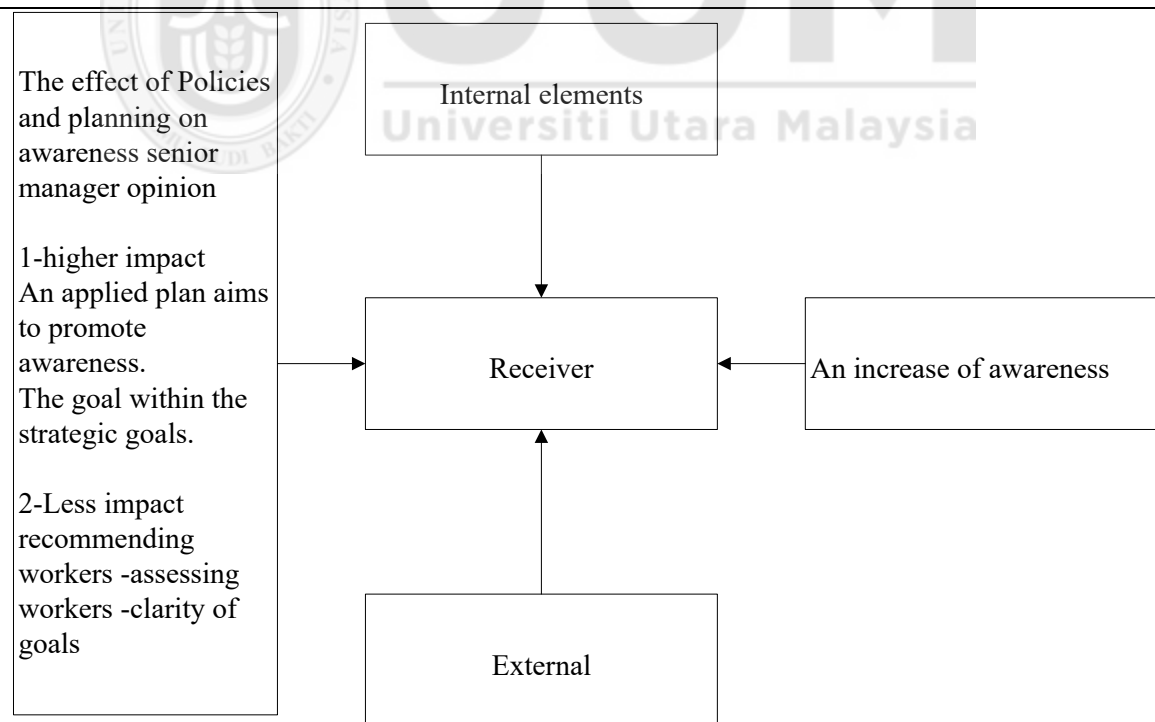 The effect of Policies
and planning on
awareness senior
manager opinion
1-higher impact
An applied plan aims
to promote
awareness.
The goal within the
strategic goals.
2-Less impact
recommending
workers -assessing
workers -clarity of
goals
Internal elements
Universiti Utara Malaysia
Receiver
An increase of awareness
External